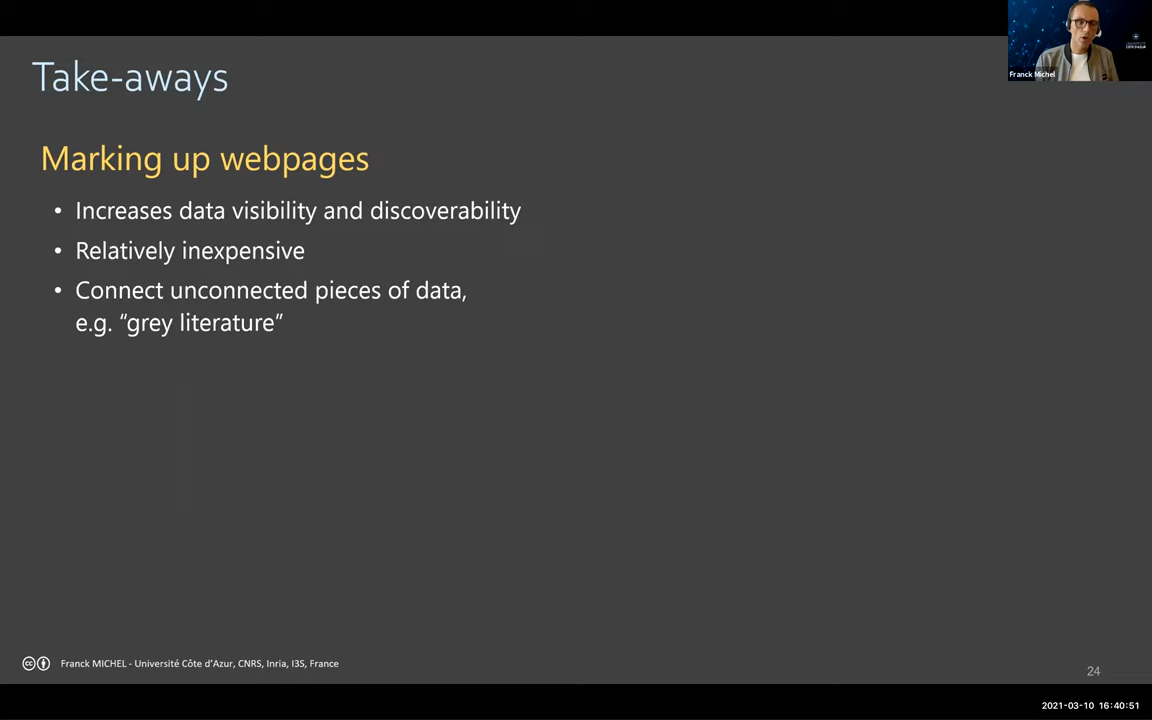 Take-aways
Franck Michel
Marking up webpages
• Increases data visibility and discoverability
• Relatively inexpensive
• Connect unconnected pieces of data,
e.g. “grey literature”
Franck MICHEL - Université Côte d’Azur, CNRS, Inria, I3S, France
24
2021-03-10 16:40:51